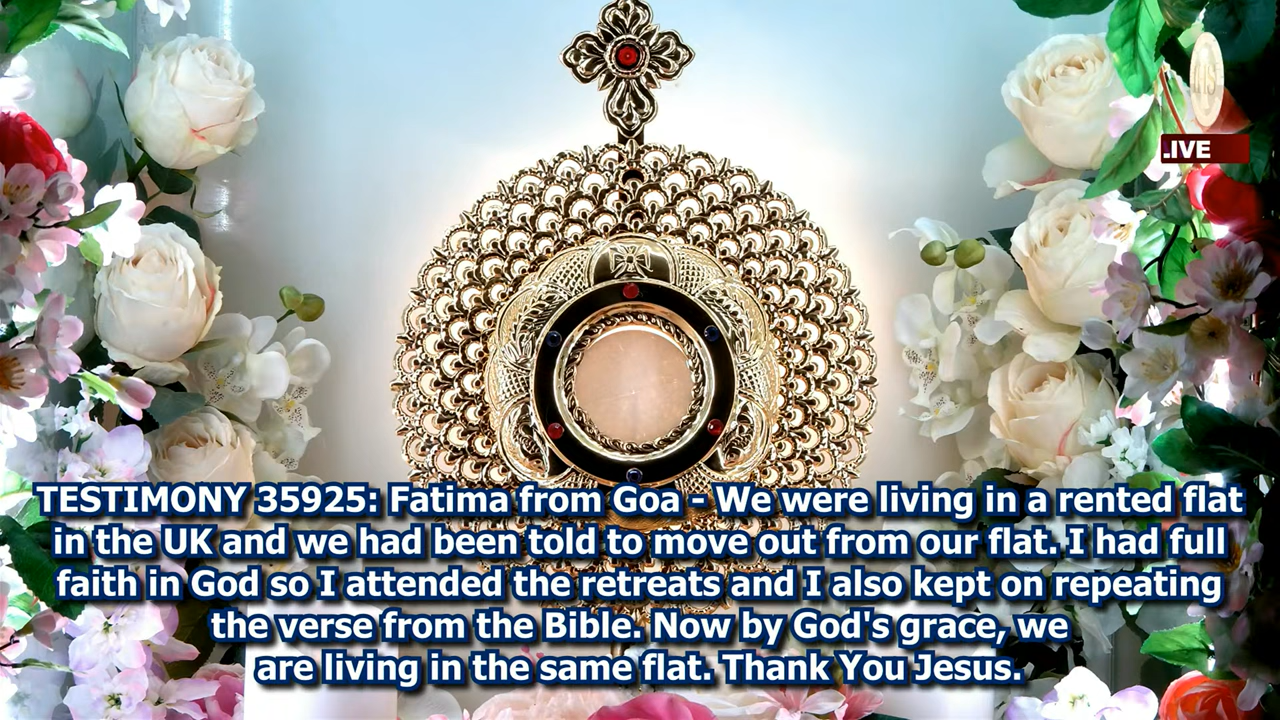 IHS
.IVE
TESTIMONY 35925: Fatima from Goa - We were living in a rented flat
in the UK and we had been told to move out from our flat. I had full
faith in God so I attended the retreats and I also kept on repeating
the verse from the Bible. Now by God's grace, we
are living in the same flat. Thank You Jesus.